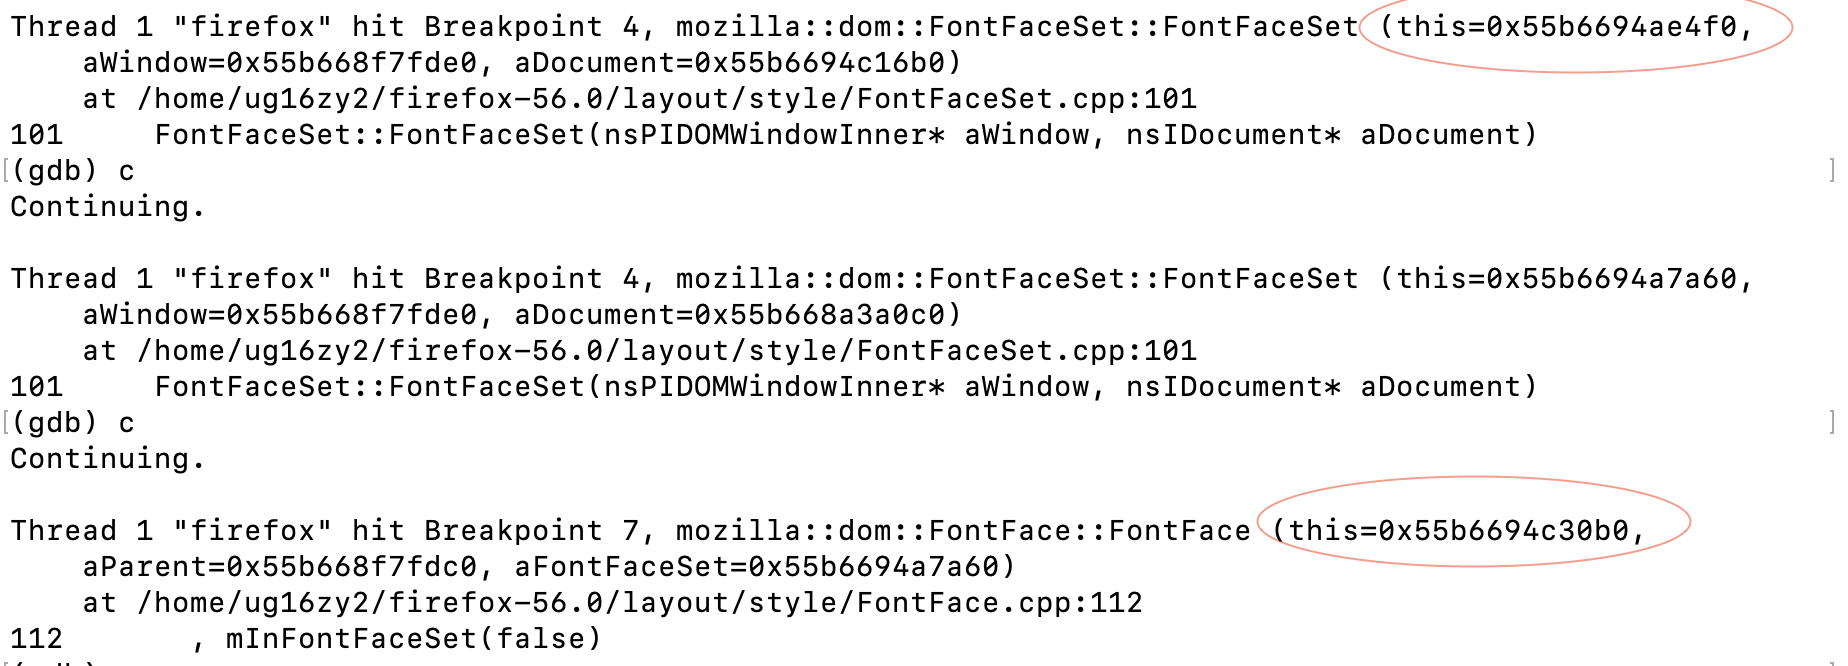 Thread 1 "firefox" hit Breakpoint 4, mozilla::dom::FontFaceSet::FontFaceSet (this=0x55b6694ae4f0,
    aWindow=0x55b668f7fde0, aDocument=0x55b6694c16b0)
    at /home/ug16zy2/firefox-56.0/layout/style/FontFaceSet.cpp:101
101     FontFaceSet::FontFaceSet(nsPIDOMWindowInner* aWindow, nsIDocument* aDocument)
[(gdb) c ]
Continuing.

Thread 1 "firefox" hit Breakpoint 4, mozilla::dom::FontFaceSet::FontFaceSet (this=0x55b6694a7a60,
    aWindow=0x55b668f7fde0, aDocument=0x55b668a3a0c0)
    at /home/ug16zy2/firefox-56.0/layout/style/FontFaceSet.cpp:101
101     FontFaceSet::FontFaceSet(nsPIDOMWindowInner* aWindow, nsIDocument* aDocument)
[(gdb) c ]
Continuing.

Thread 1 "firefox" hit Breakpoint 7, mozilla::dom::FontFace::FontFace (this=0x55b6694c30b0,
    aParent=0x55b668f7fdc0, aFontFaceSet=0x55b6694a7a60)
    at /home/ug16zy2/firefox-56.0/layout/style/FontFace.cpp:112
112       , mInFontFaceSet(false)